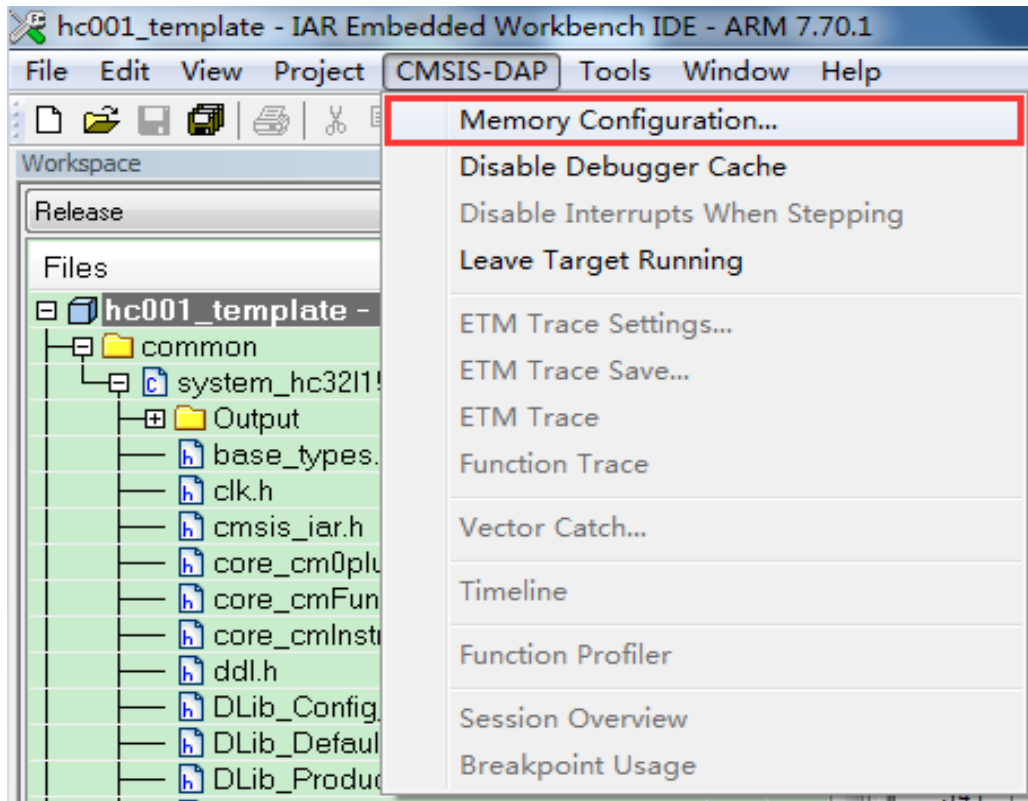 hc001_template - IAR Embedded Workbench IDE - ARM 7.70.1
File Edit View Project CMSIS-DAP Tools Window Help
Memory Configuration...
Workspace
Disable Debugger Cache
Release
Disable Interrupts When Stepping
Files
Leave Target Running
hc001_template -
ETM Trace Settings...
common
ETM Trace Save...
system_hc32l1
Output
ETM Trace
base_types.
Function Trace
clk.h
cmsis_iar.h
Vector Catch...
core_cm0plu
core_cmFun
Timeline
core_cmInst
Function Profiler
ddl.h
DLib_Config_
Session Overview
DLib_Defaul
Breakpoint Usage
DLib_Produc